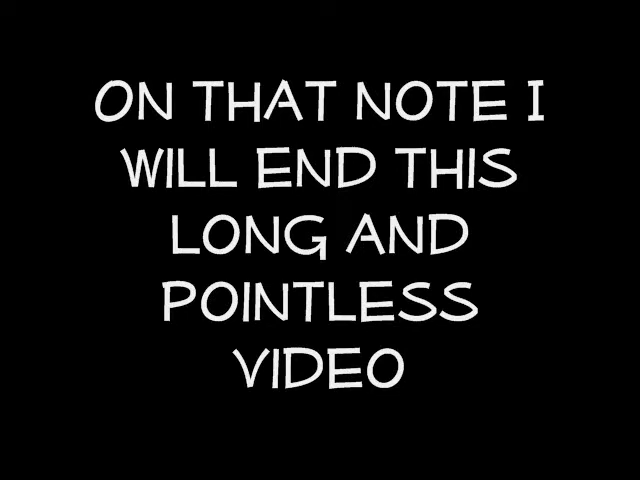 ON THAT NOTE I
WILL END THIS
LONG AND
POINTLESS
VIDEO